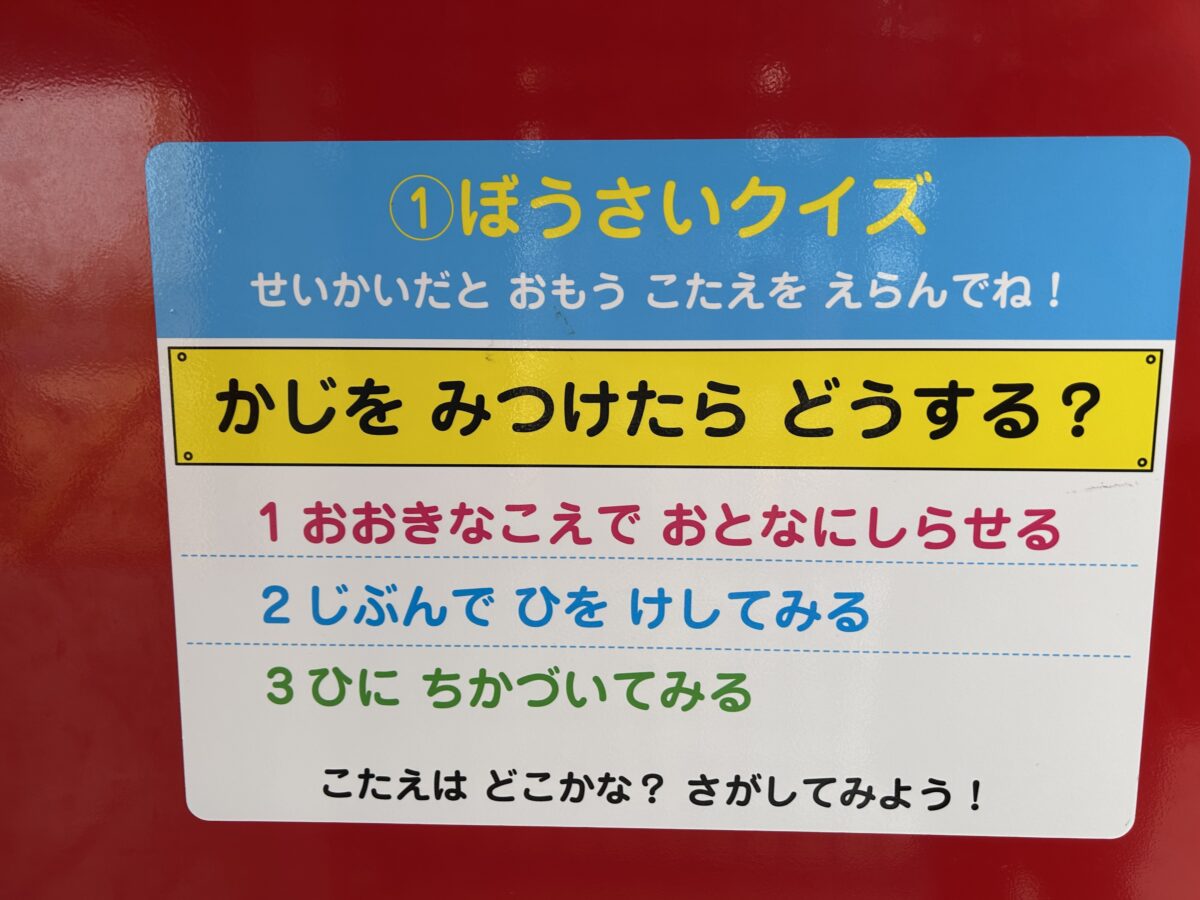 ①ぼうさいクイズ
せいかいだと おもう こたえを えらんでね！
かじを みつけたら どうする？
1 おおきなこえで おとなにしらせる
2 じぶんで ひを けしてみる
3 ひに ちかづいてみる
こたえは どこかな？ さがしてみよう！